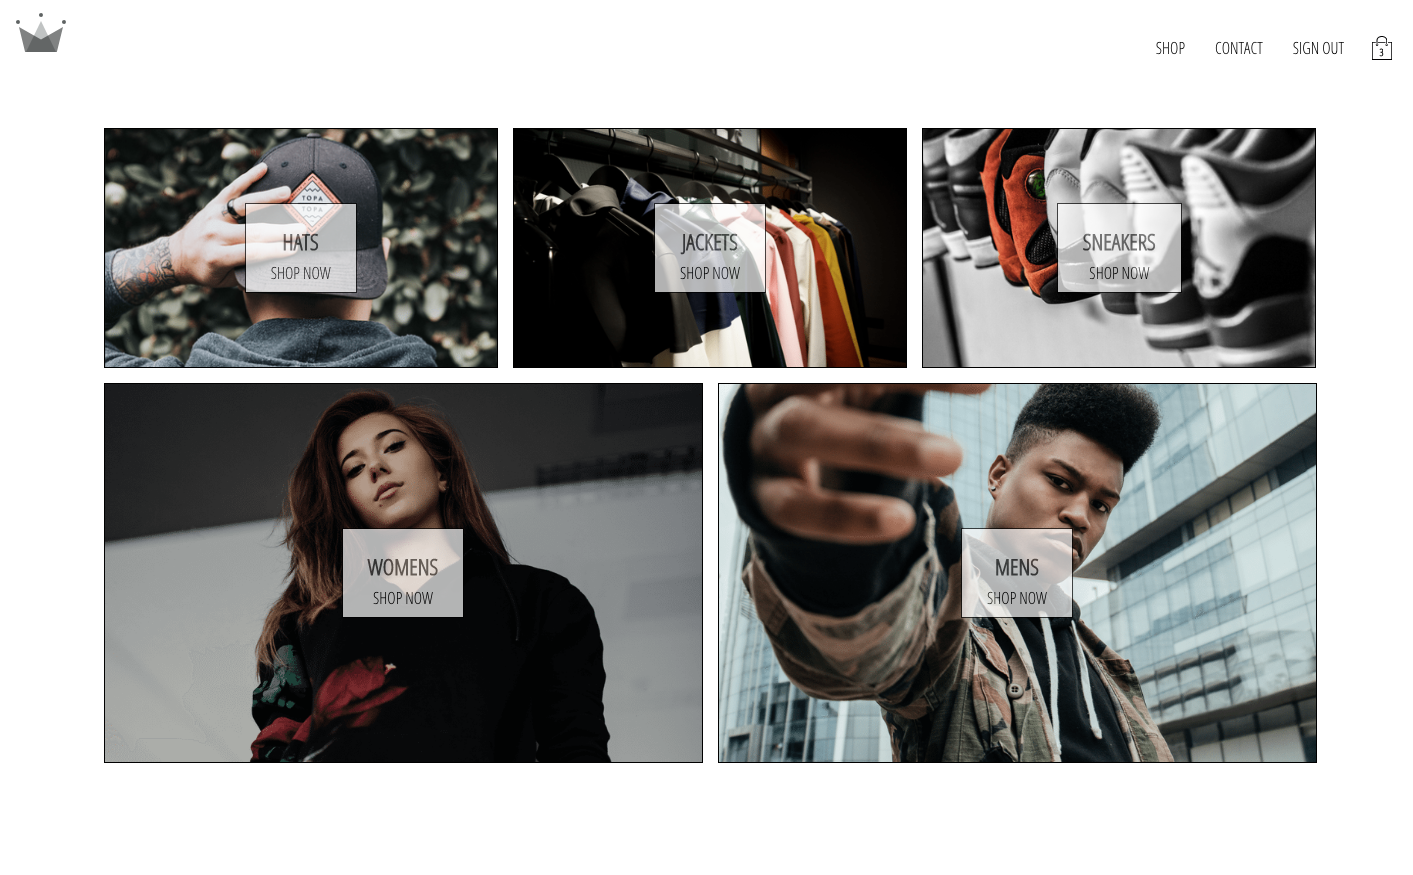 SHOP
CONTACT
SIGN OUT
3
TOPA
TOPA
HATS
SHOP NOW
JACKETS
SHOP NOW
SNEAKERS
SHOP NOW
WOMENS
SHOP NOW
MENS
SHOP NOW